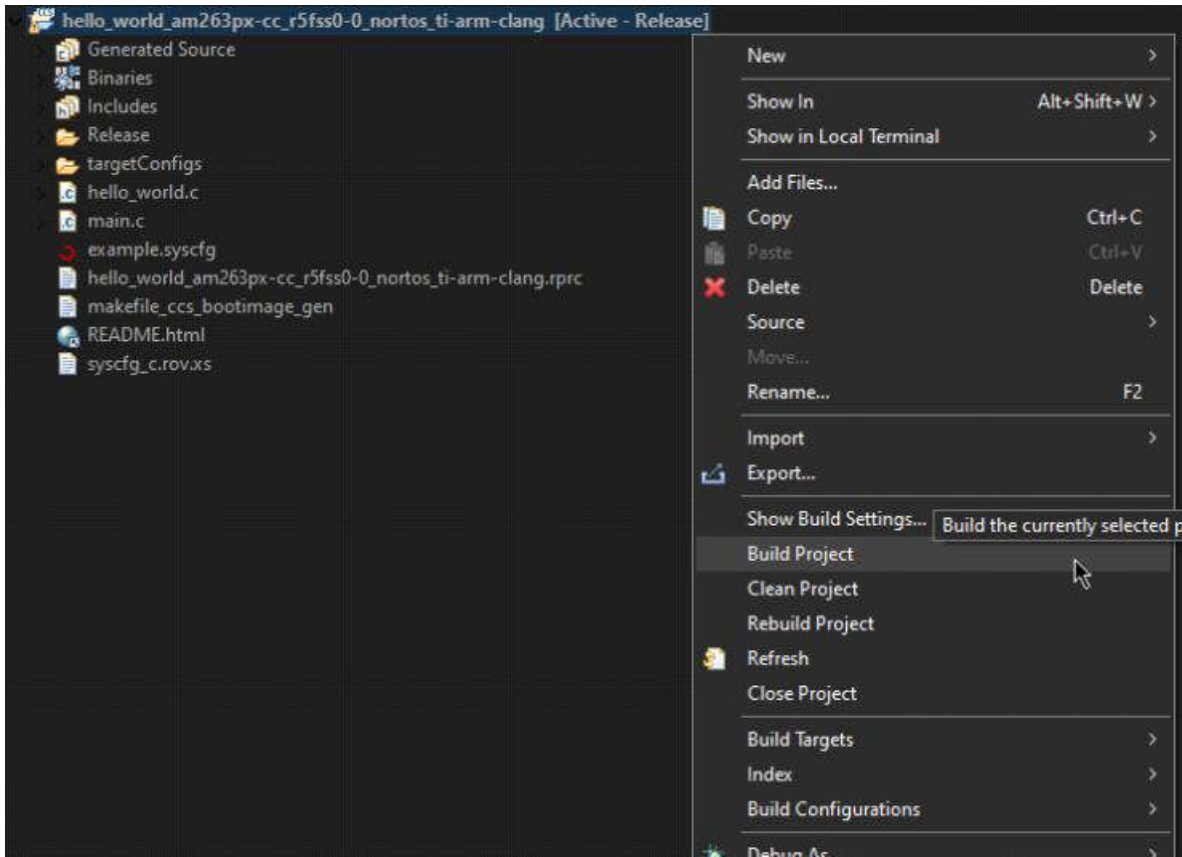 hello_world_am263px-cc_r5fss0-0_nortos_ti-arm-clang [Active - Release]
Generated Source
Binaries
Includes
Release
targetConfigs
hello_world.c
main.c
example.syscfg
hello_world_am263px-cc_r5fss0-0_nortos_ti-arm-clang.rprc
makefile_ccs_bootimage_gen
README.html
syscfg_c.rov.xs
New
Show In Alt+Shift+W
Show in Local Terminal
Add Files...
Copy Ctrl+C
Paste Ctrl+V
Delete Delete
Source
Move...
Rename... F2
Import
Export...
Show Build Settings...
Build the currently selected p
Build Project
Clean Project
Rebuild Project
Refresh
Close Project
Build Targets
Index
Build Configurations
Debug As